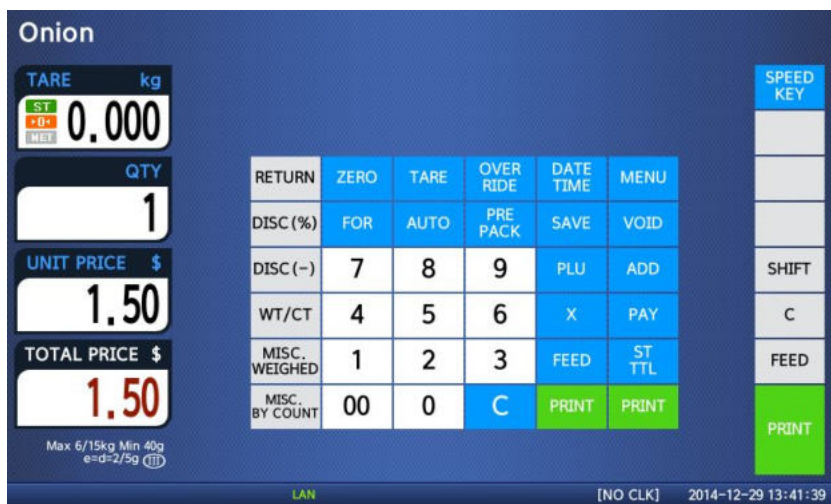 Onion
TARE kg
ST
→0←
NET
0.000
QTY
1
UNIT PRICE $
1.50
TOTAL PRICE $
1.50
Max 6/15kg Min 40g
e=d=2/5g III
RETURN ZERO TARE OVER RIDE DATE TIME MENU
DISC(%) FOR AUTO PRE PACK SAVE VOID
DISC(-) 7 8 9 PLU ADD
WT/CT 4 5 6 X PAY
MISC. WEIGHED 1 2 3 FEED ST TTL
MISC. BY COUNT 00 0 C PRINT PRINT
SPEED
KEY
SHIFT
C
FEED
PRINT
LAN [NO CLK] 2014-12-29 13:41:39